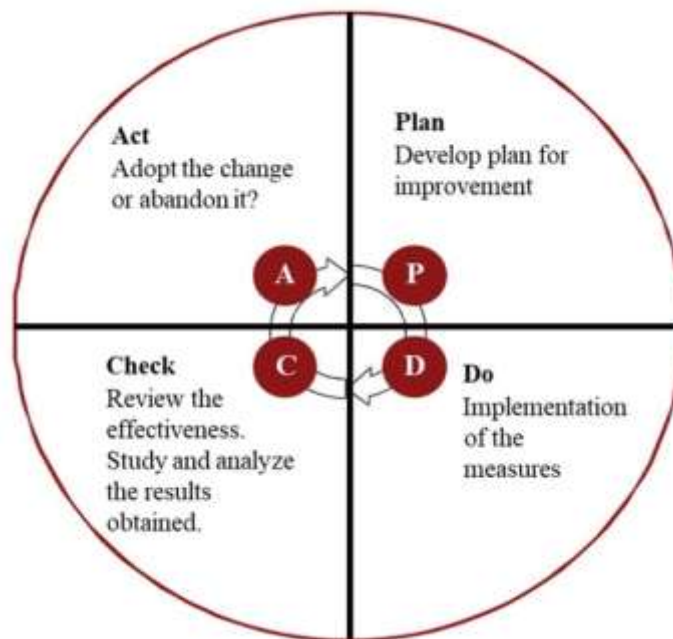 Act
Adopt the change
or abandon it?
Plan
Develop plan for
improvement
A
P
C
D
Check
Review the
effectiveness.
Study and analyze
the results
obtained.
Do
Implementation
of the
measures